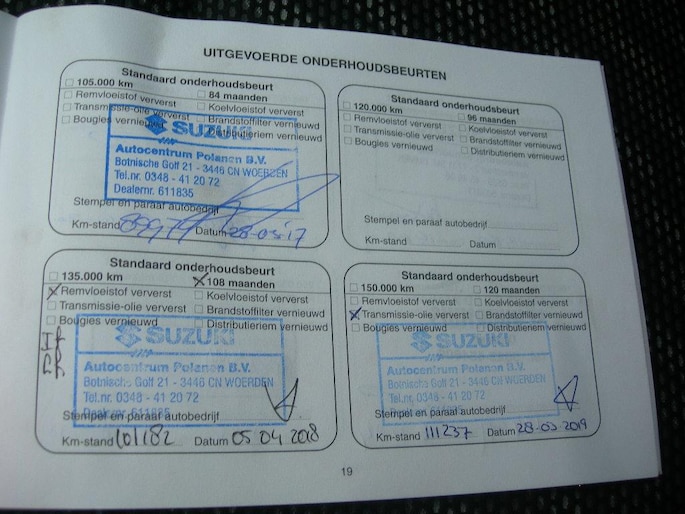 UITGEVOERDE ONDERHOUDSBEURTEN
Standaard onderhoudsbeurt
105.000 km 84 maanden
Remvloeistof ververst Koelvloeistof ververst
Transmissie-olie ververst Brandstoffilter vernieuwd
Bougies vernieuwd Distributieriem vernieuwd
SUZUKI
Autocentrum Polanen B.V.
Botnische Golf 21 - 3446 CN WOERDEN
Tel.nr. 0348 - 41 20 72
Dealernr. 611835
Stempel en paraaf autobedrijf
Km-stand Datum 28-05-17
Standaard onderhoudsbeurt
120.000 km 96 maanden
Remvloeistof ververst Koelvloeistof ververst
Transmissie-olie ververst Brandstoffilter vernieuwd
Bougies vernieuwd Distributieriem vernieuwd
Stempel en paraaf autobedrijf
Km-stand Datum
Standaard onderhoudsbeurt
135.000 km 108 maanden
Remvloeistof ververst Koelvloeistof ververst
Transmissie-olie ververst Brandstoffilter vernieuwd
Bougies vernieuwd Distributieriem vernieuwd
SUZUKI
Autocentrum Polanen B.V.
Botnische Golf 21 - 3446 CN WOERDEN
Tel.nr. 0348 - 41 20 72
Dealernr. 611835
Stempel en paraaf autobedrijf
Km-stand 101182 Datum 05 04 2018
Standaard onderhoudsbeurt
150.000 km 120 maanden
Remvloeistof ververst Koelvloeistof ververst
Transmissie-olie ververst Brandstoffilter vernieuwd
Bougies vernieuwd Distributieriem vernieuwd
SUZUKI
Autocentrum Polanen B.V.
Botnische Golf 21 - 3446 CN WOERDEN
Tel.nr. 0348 - 41 20 72
Stempel en paraaf autobedrijf
Km-stand 111237 Datum 28-03-2019
19